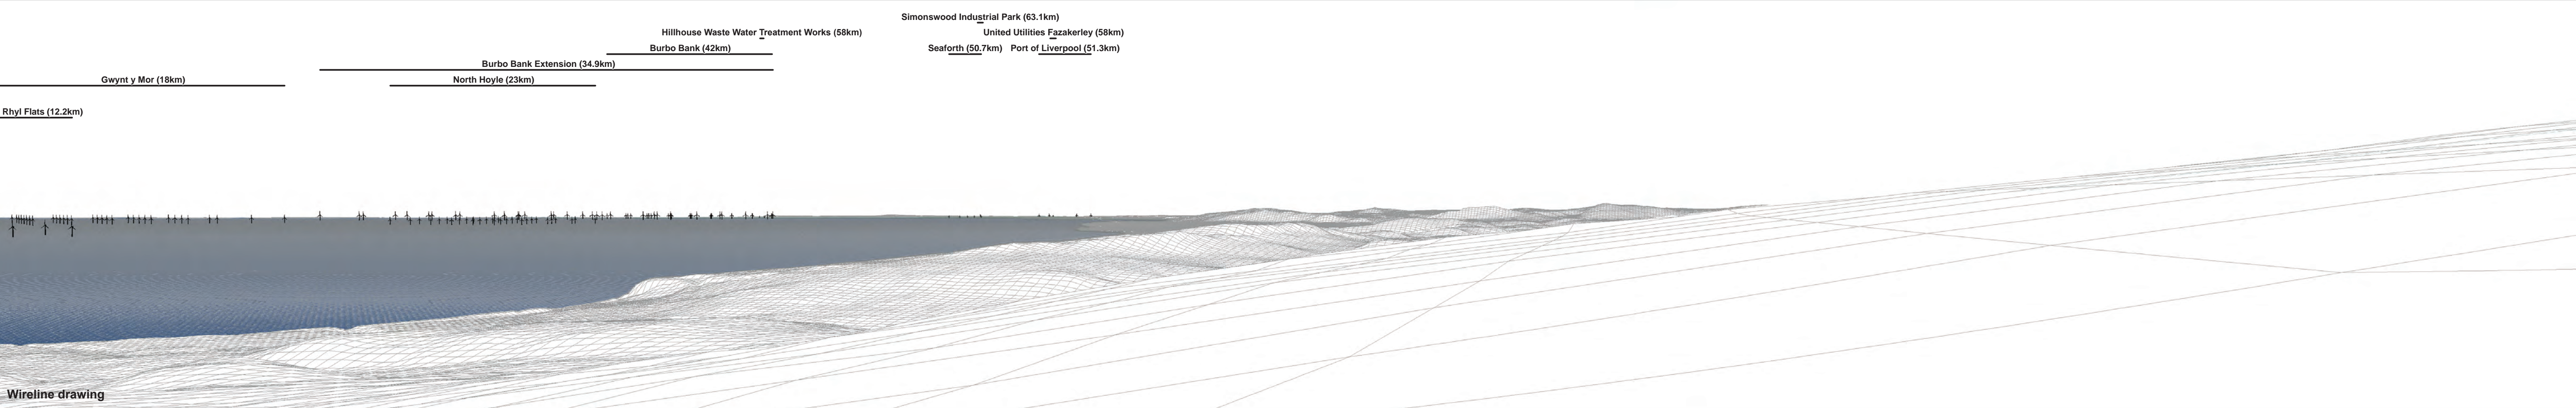 Simonswood Industrial Park (63.1km)
Hillhouse Waste Water Treatment Works (58km)
United Utilities Fazakerley (58km)
Burbo Bank (42km)
Seaforth (50.7km)
Port of Liverpool (51.3km)
Burbo Bank Extension (34.9km)
Gwynt y Mor (18km)
North Hoyle (23km)
Rhyl Flats (12.2km)
Wireline drawing